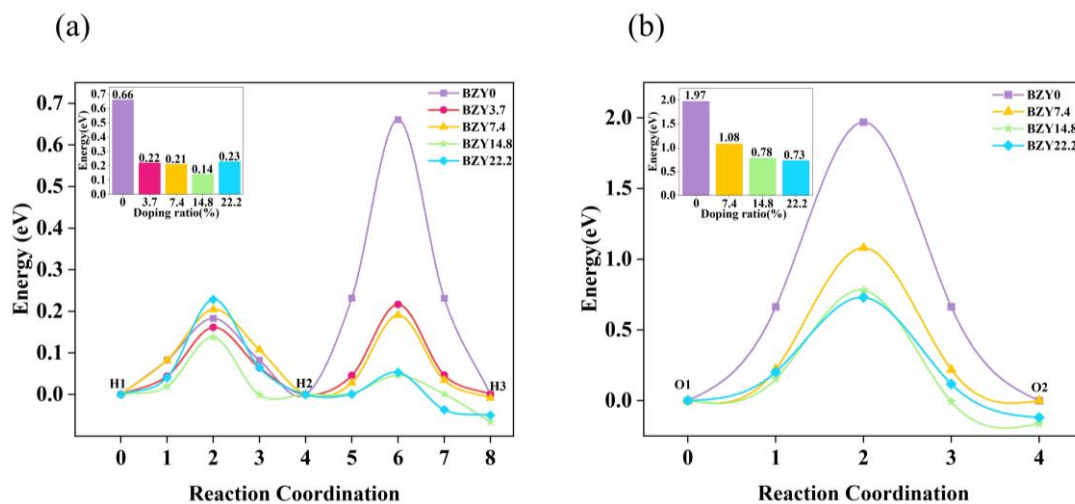 (a)
Energy (eV)
0.7
0.6
0.5
0.4
0.3
0.2
0.1
0.0
0 1 2 3 4 5 6 7 8
Reaction Coordination
H1
H2
H3
BZY0
BZY3.7
BZY7.4
BZY14.8
BZY22.2
Energy(eV)
0.7
0.6
0.5
0.4
0.3
0.2
0.1
0.0
0.66
0.22
0.21
0.14
0.23
0 3.7 7.4 14.8 22.2
Doping ratio(%)
(b)
Energy(eV)
2.0
1.5
1.0
0.5
0.0
0 1 2 3 4
Reaction Coordination
O1
O2
BZY0
BZY7.4
BZY14.8
BZY22.2
Energy(eV)
2.0
1.5
1.0
0.5
0.0
1.97
1.08
0.78
0.73
0 7.4 14.8 22.2
Doping ratio(%)